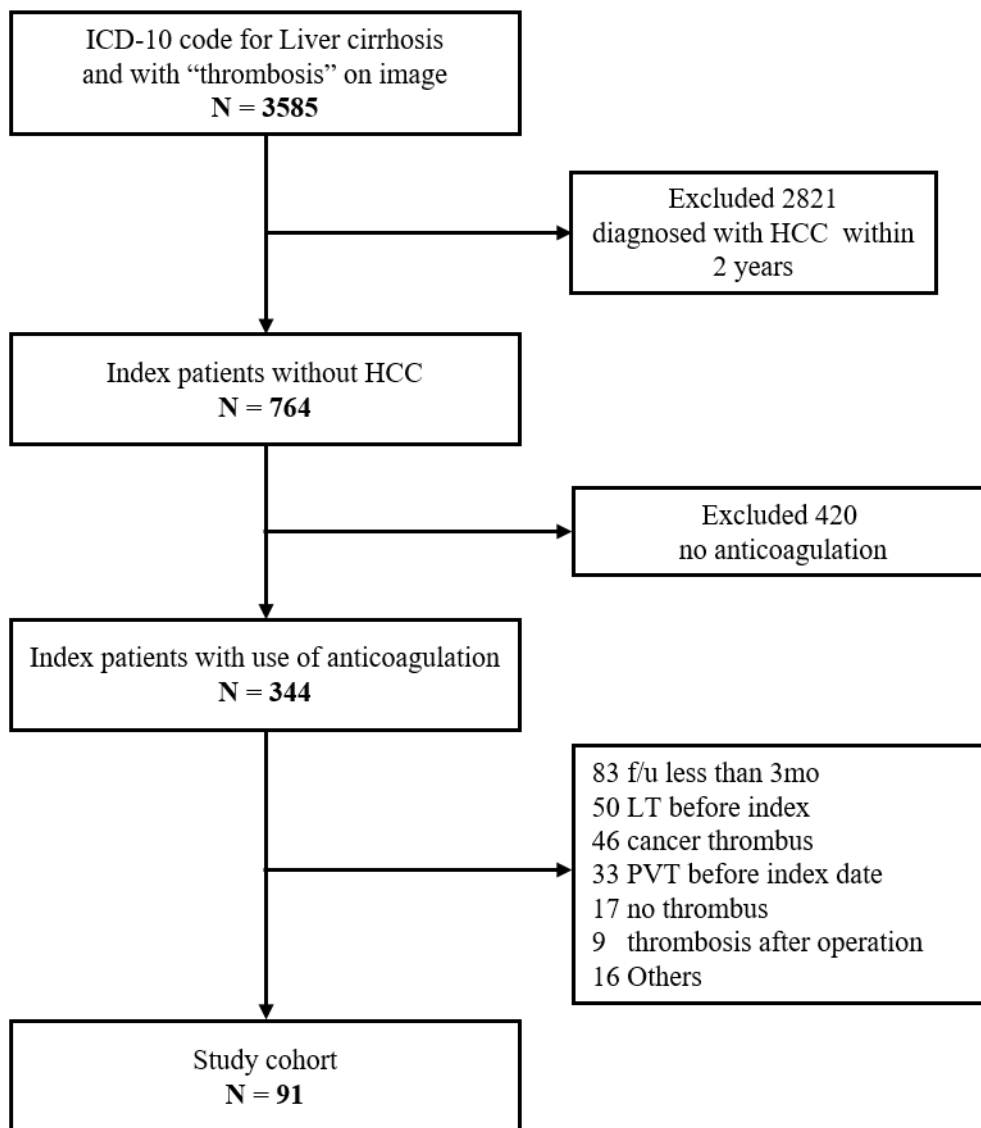 ICD-10 code for Liver cirrhosis
and with “thrombosis” on image
N = 3585
Excluded 2821
diagnosed with HCC within
2 years
Index patients without HCC
N = 764
Excluded 420
no anticoagulation
Index patients with use of anticoagulation
N = 344
83 f/u less than 3mo
50 LT before index
46 cancer thrombus
33 PVT before index date
17 no thrombus
9 thrombosis after operation
16 Others
Study cohort
N = 91